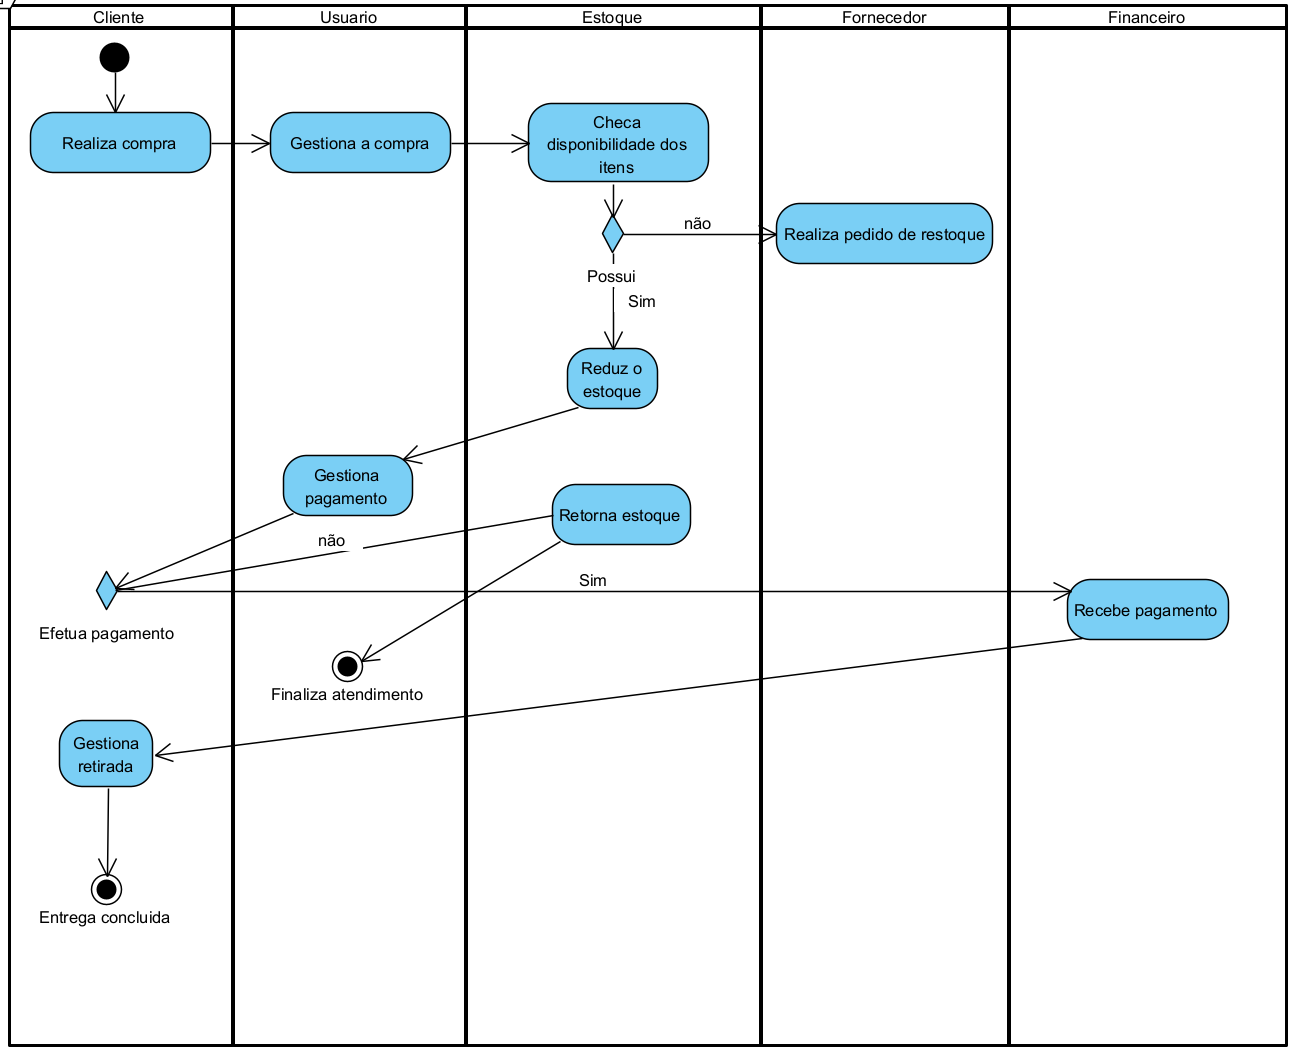 Cliente
Usuario
Estoque
Fornecedor
Financeiro
Realiza compra
Gestiona a compra
Checa
disponibilidade dos
itens
não
Realiza pedido de restoque
Possui
Sim
Reduz o
estoque
Gestiona
pagamento
Retorna estoque
não
Sim
Efetua pagamento
Recebe pagamento
Finaliza atendimento
Gestiona
retirada
Entrega concluida